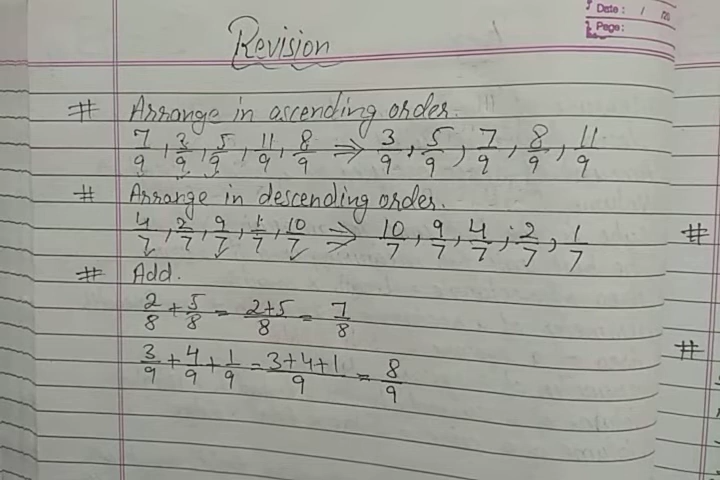 Date: / 20
Page:
Revision
# Arrange in ascending order.
7/9, 3/9, 5/9, 11/9, 8/9 ⇒ 3/9, 5/9, 7/9, 8/9, 11/9
# Arrange in descending order.
4/7, 2/7, 9/7, 1/7, 10/7 ⇒ 10/7, 9/7, 4/7, 2/7, 1/7
#
# Add.
2/8 + 5/8 = 2+5/8 = 7/8
#
3/9 + 4/9 + 1/9 = 3+4+1/9 = 8/9